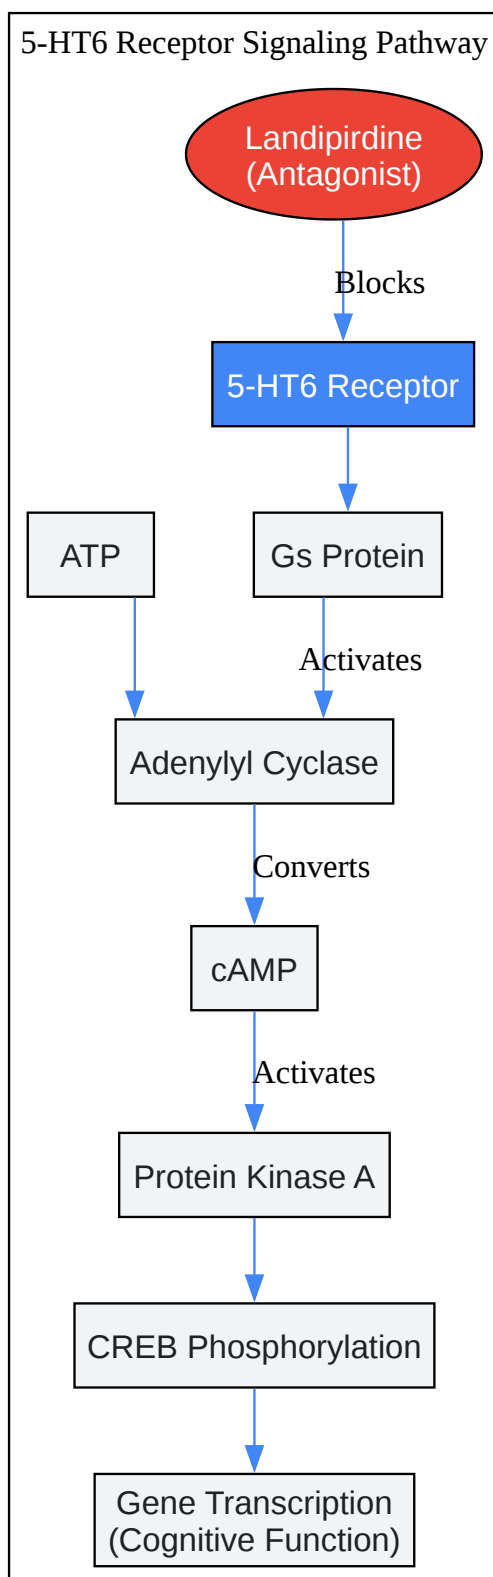 5-HT6 Receptor Signaling Pathway
Landipirdine
(Antagonist)
Blocks
5-HT6 Receptor
ATP
Gs Protein
Activates
Adenylyl Cyclase
Converts
cAMP
Activates
Protein Kinase A
CREB Phosphorylation
Gene Transcription
(Cognitive Function)